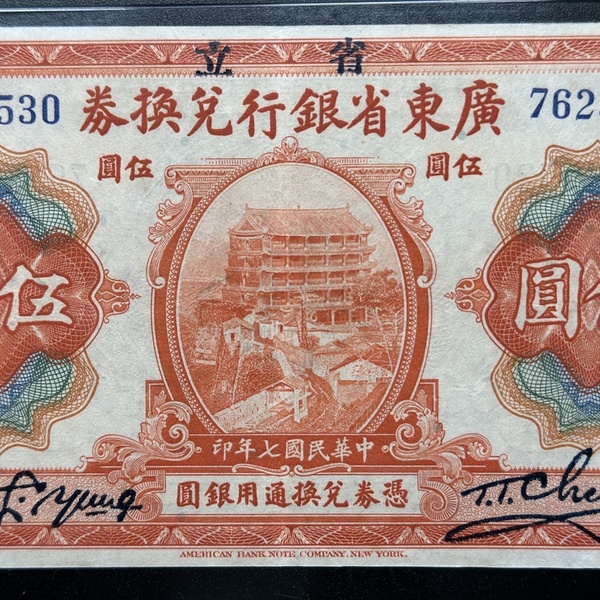 省立
530
762
廣東省銀行兌換券
伍圓
伍圓
伍
圓
中華民國七年印
憑券兌換通用銀圓
Yung
AMERICAN BANK NOTE COMPANY, NEW YORK.